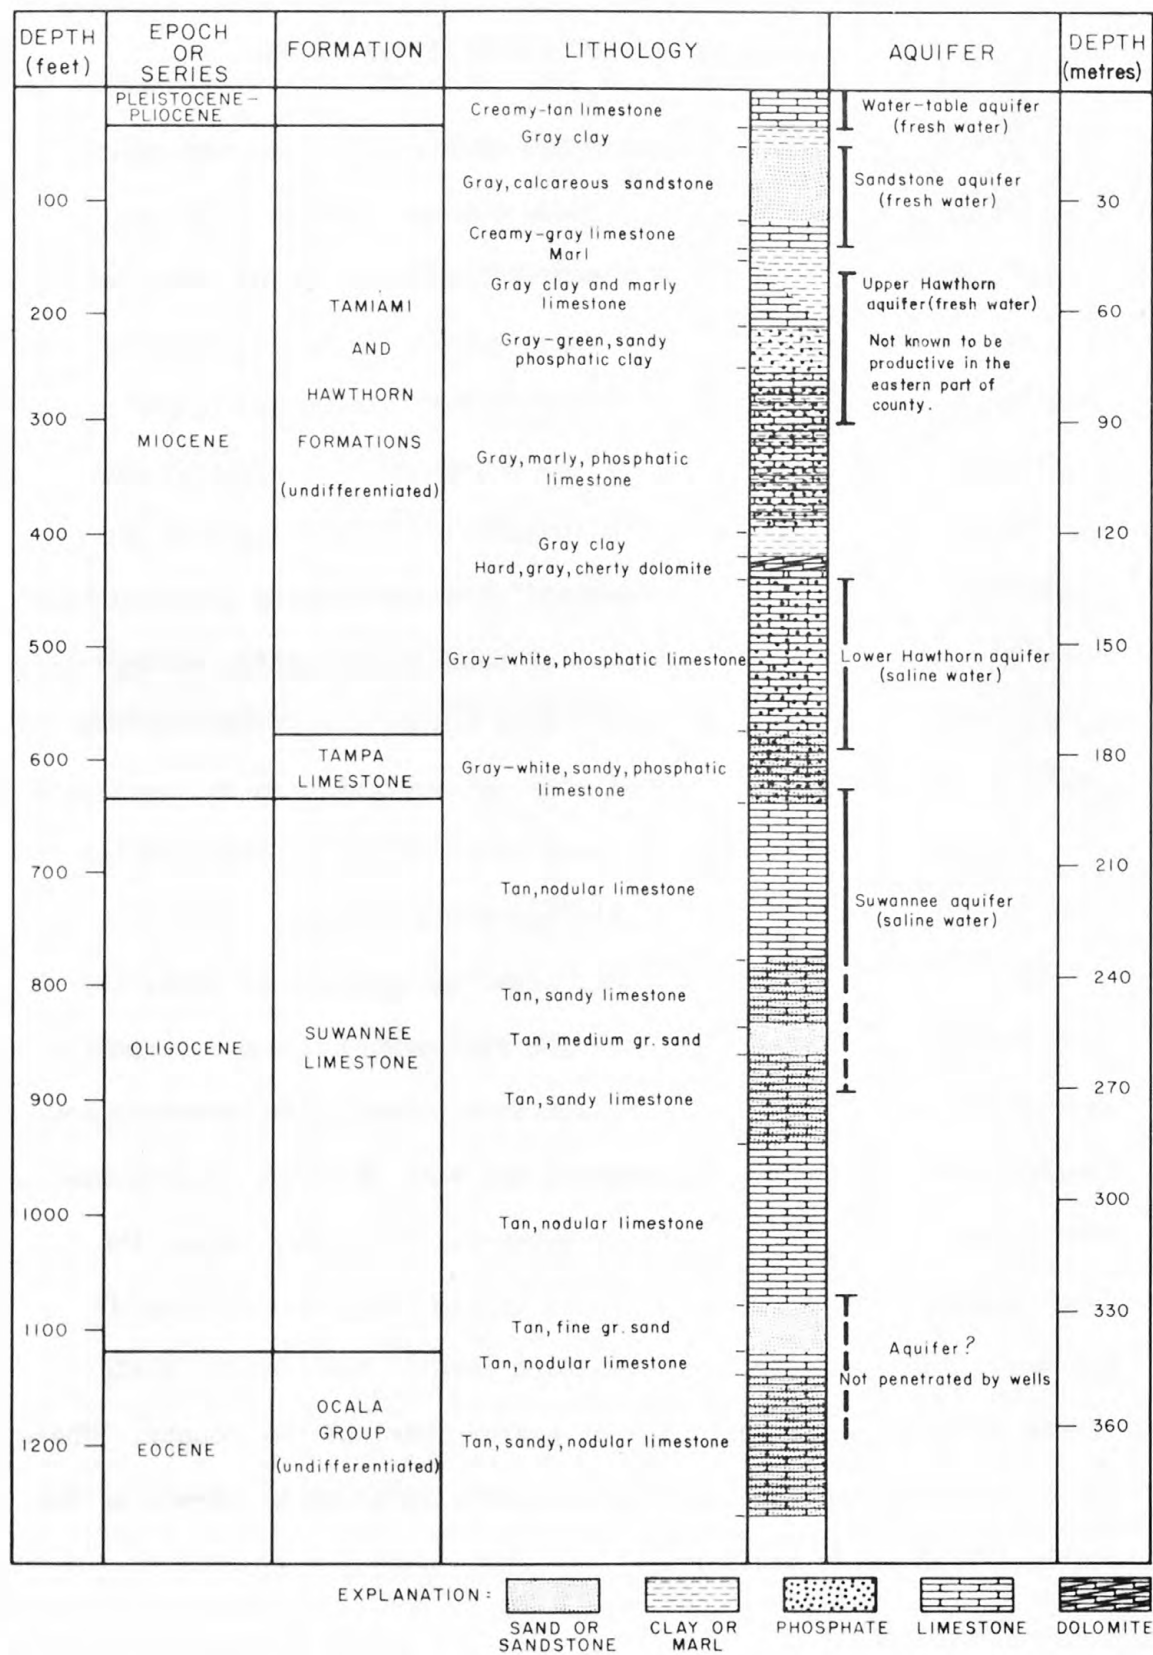 DEPTH
(feet)
EPOCH
OR
SERIES
FORMATION
LITHOLOGY
AQUIFER
DEPTH
(metres)
100
200
300
400
500
600
700
800
900
1000
1100
1200
PLEISTOCENE-
PLIOCENE
MIOCENE
OLIGOCENE
EOCENE
TAMIAMI
AND
HAWTHORN
FORMATIONS
(undifferentiated)
TAMPA
LIMESTONE
SUWANNEE
LIMESTONE
OCALA
GROUP
(undifferentiated)
Creamy-tan limestone
Gray clay
Gray, calcareous sandstone
Creamy-gray limestone
Marl
Gray clay and marly
limestone
Gray-green, sandy
phosphatic clay
Gray, marly, phosphatic
limestone
Gray clay
Hard, gray, cherty dolomite
Gray-white, phosphatic limestone
Gray-white, sandy, phosphatic
limestone
Tan, nodular limestone
Tan, sandy limestone
Tan, medium gr. sand
Tan, sandy limestone
Tan, nodular limestone
Tan, fine gr. sand
Tan, nodular limestone
Tan, sandy, nodular limestone
Water-table aquifer
(fresh water)
Sandstone aquifer
(fresh water)
Upper Hawthorn
aquifer (fresh water)
Not known to be
productive in the
eastern part of
county.
Lower Hawthorn aquifer
(saline water)
Suwannee aquifer
(saline water)
Aquifer?
Not penetrated by wells
30
60
90
120
150
180
210
240
270
300
330
360
EXPLANATION:
SAND OR
SANDSTONE
CLAY OR
MARL
PHOSPHATE
LIMESTONE
DOLOMITE